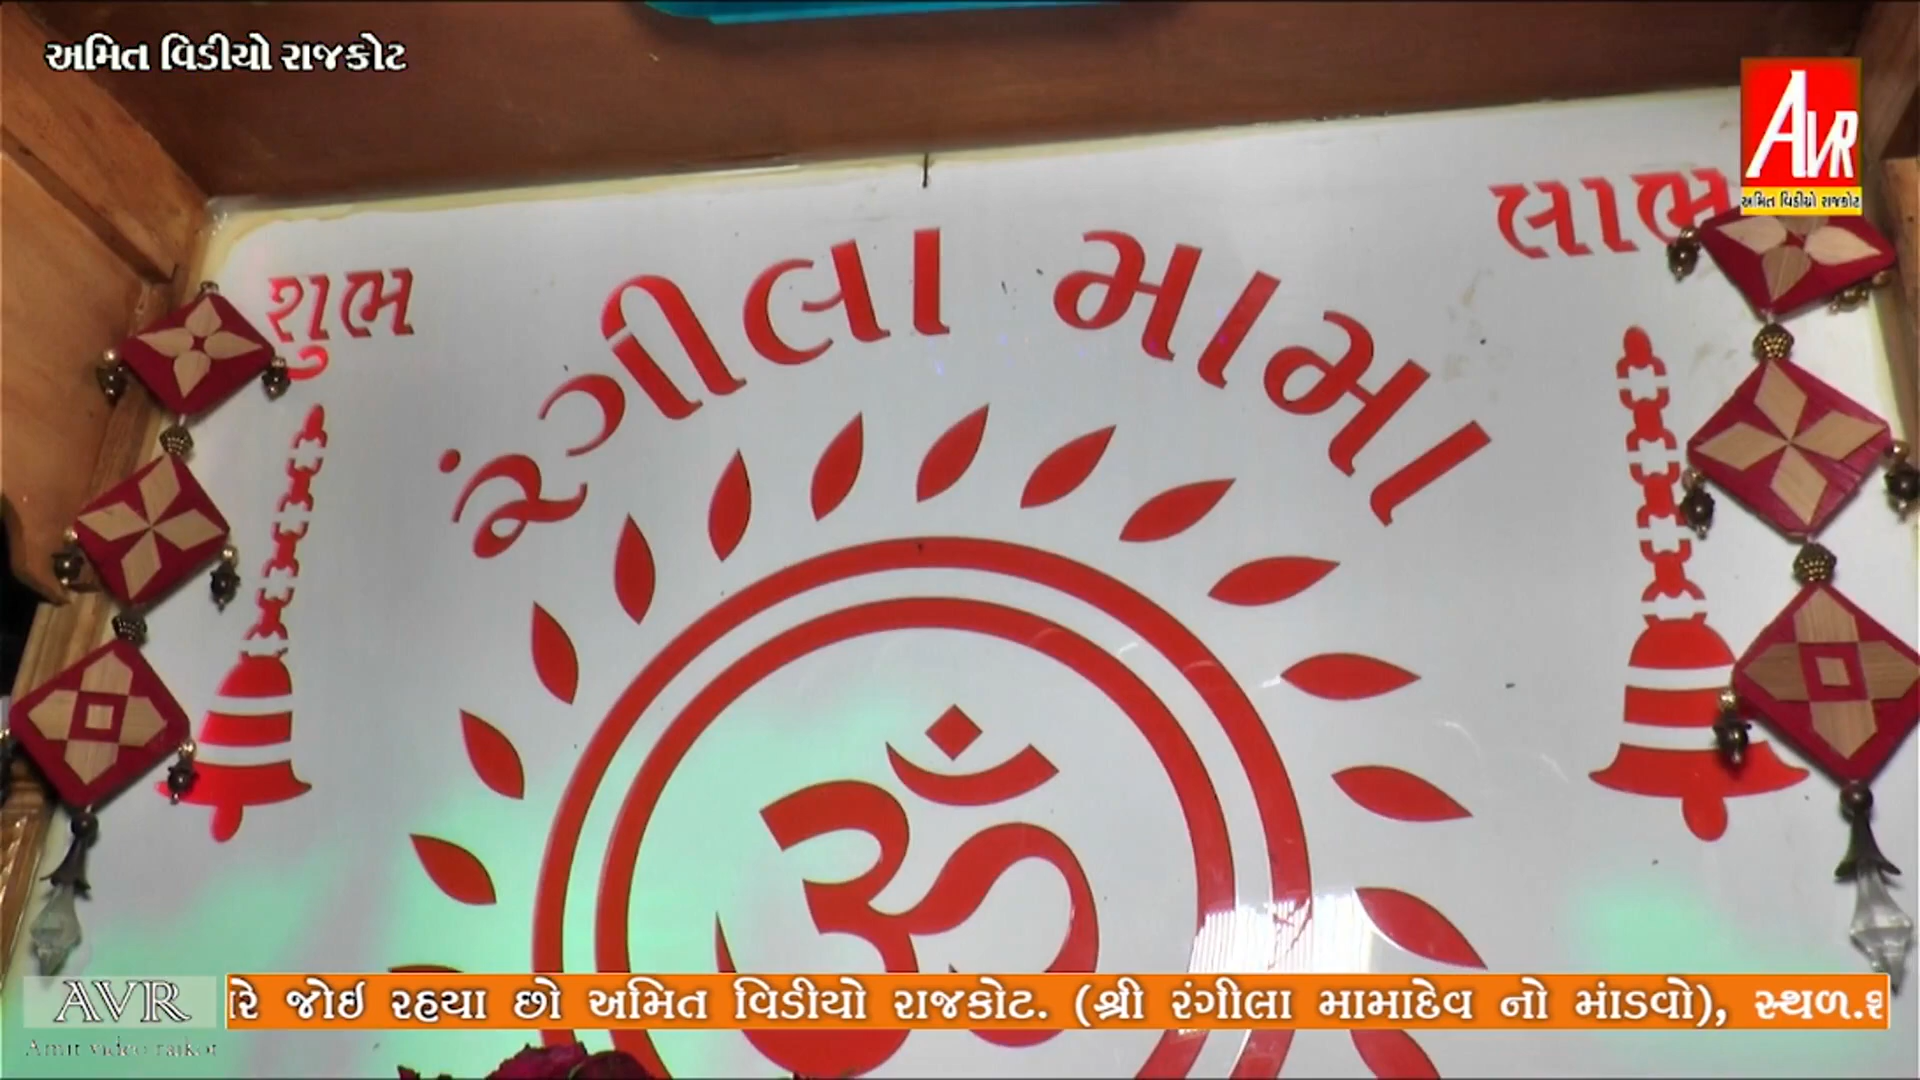 અમિત વિડીયો રાજકોટ
AVR
અમિત વિડીયો રાજકોટ
શુભ
લાભ
રંગીલા મામા
ૐ
AVR
Amit video rajkot
જોઇ રહયા છો અમિત વિડીયો રાજકોટ. (શ્રી રંગીલા મામાદેવ નો માંડવો), સ્થળ.